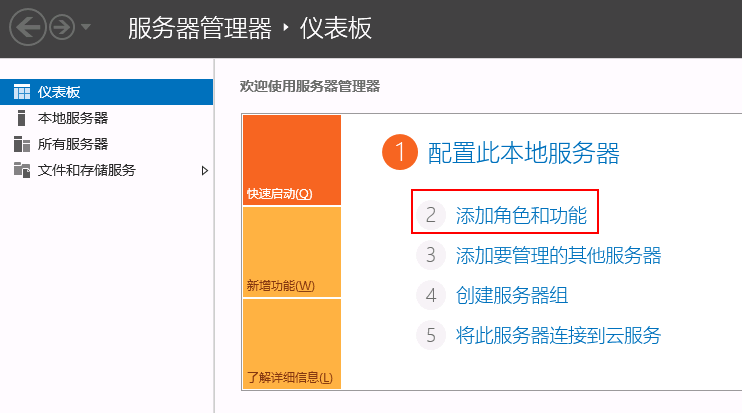 服务器管理器 ‣ 仪表板
仪表板
本地服务器
所有服务器
文件和存储服务
欢迎使用服务器管理器
快速启动(Q)
新增功能(W)
了解详细信息(L)
1 配置此本地服务器
2 添加角色和功能
3 添加要管理的其他服务器
4 创建服务器组
5 将此服务器连接到云服务